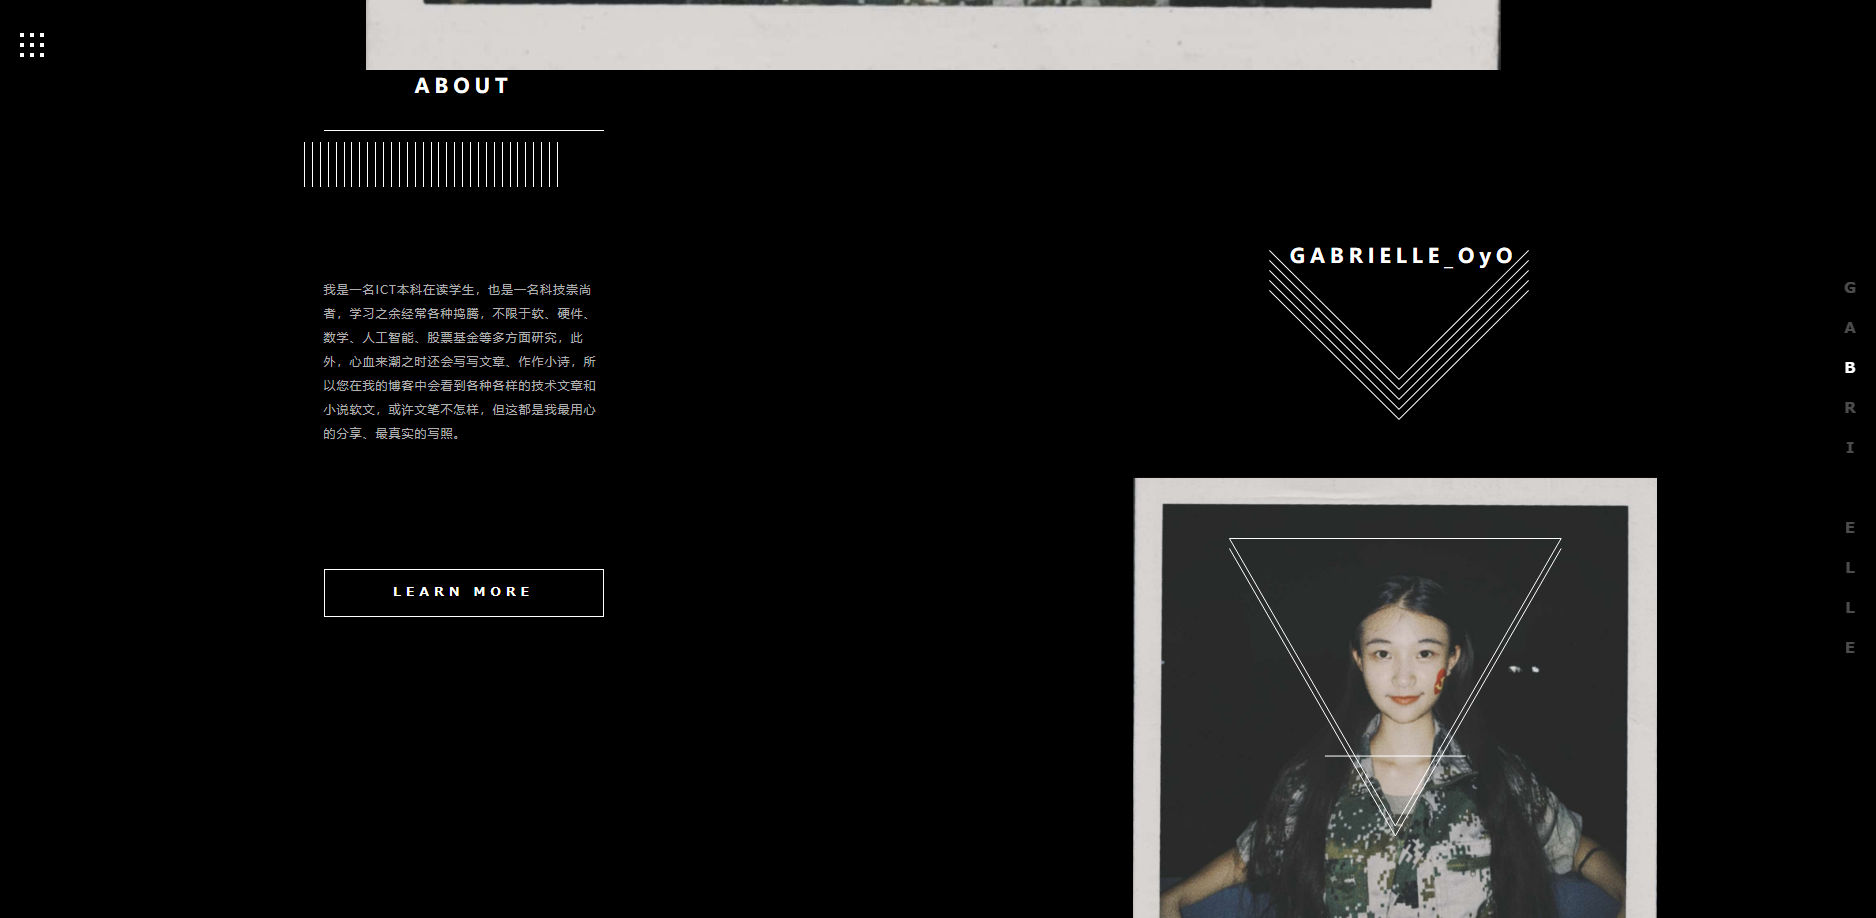 ABOUT
我是一名ICT本科在读学生，也是一名科技崇尚
者，学习之余经常各种捣腾，不限于软、硬件、
数学、人工智能、股票基金等多方面研究，此
外，心血来潮之时还会写写文章、作作小诗，所
以您在我的博客中会看到各种各样的技术文章和
小说软文，或许文笔不怎样，但这都是我最用心
的分享、最真实的写照。
LEARN MORE
GABRIELLE_OyO
G
A
B
R
I
E
L
L
E